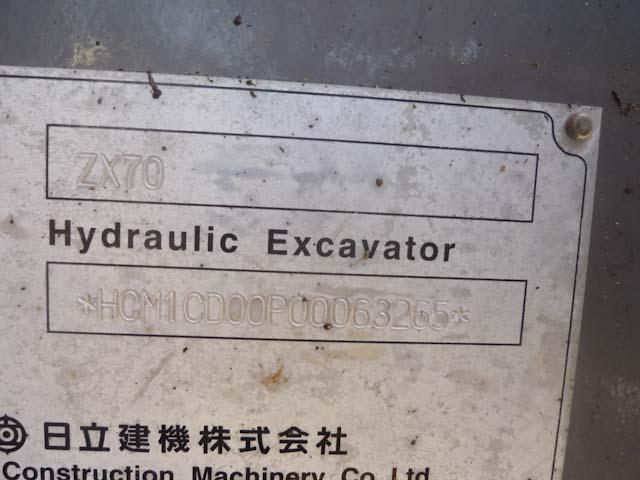 ZX70
Hydraulic Excavator
*HCM1CD00P00063265*
日立建機株式会社
Construction Machinery Co.Ltd.